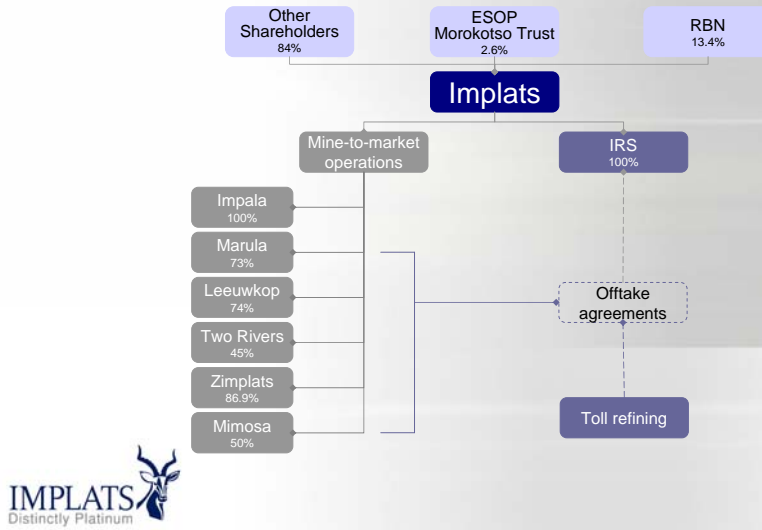 Other
Shareholders
84%
ESOP
Morokotso Trust
2.6%
RBN
13.4%
Implats
Mine-to-market
operations
IRS
100%
Impala
100%
Marula
73%
Leeuwkop
74%
Offtake
agreements
Two Rivers
45%
Zimplats
86.9%
Mimosa
50%
Toll refining
IMPLATS
Distinctly Platinum